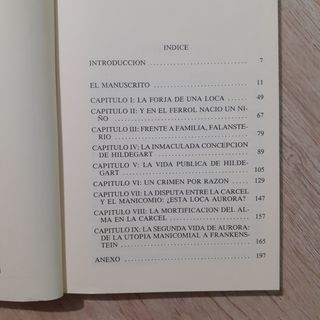 INDICE
INTRODUCCION 7
EL MANUSCRITO 11
CAPITULO I: LA FORJA DE UNA LOCA 49
CAPITULO II: Y EN EL FERROL NACIO UN NI-
ÑO 67
CAPITULO III: FRENTE A FAMILIA, FALANSTE-
RIO 79
CAPITULO IV: LA INMACULADA CONCEPCION
DE HILDEGART 89
CAPITULO V: LA VIDA PUBLICA DE HILDE-
GART 105
CAPITULO VI: UN CRIMEN POR RAZON 129
CAPITULO VII: LA DISPUTA ENTRE LA CARCEL
Y EL MANICOMIO: ¿ESTA LOCA AURORA? 147
CAPITULO VIII: LA MORTIFICACION DEL AL-
MA EN LA CARCEL 157
CAPITULO IX: LA SEGUNDA VIDA DE AURORA:
DE LA UTOPIA MANICOMIAL A FRANKENS-
TEIN 165
ANEXO 197